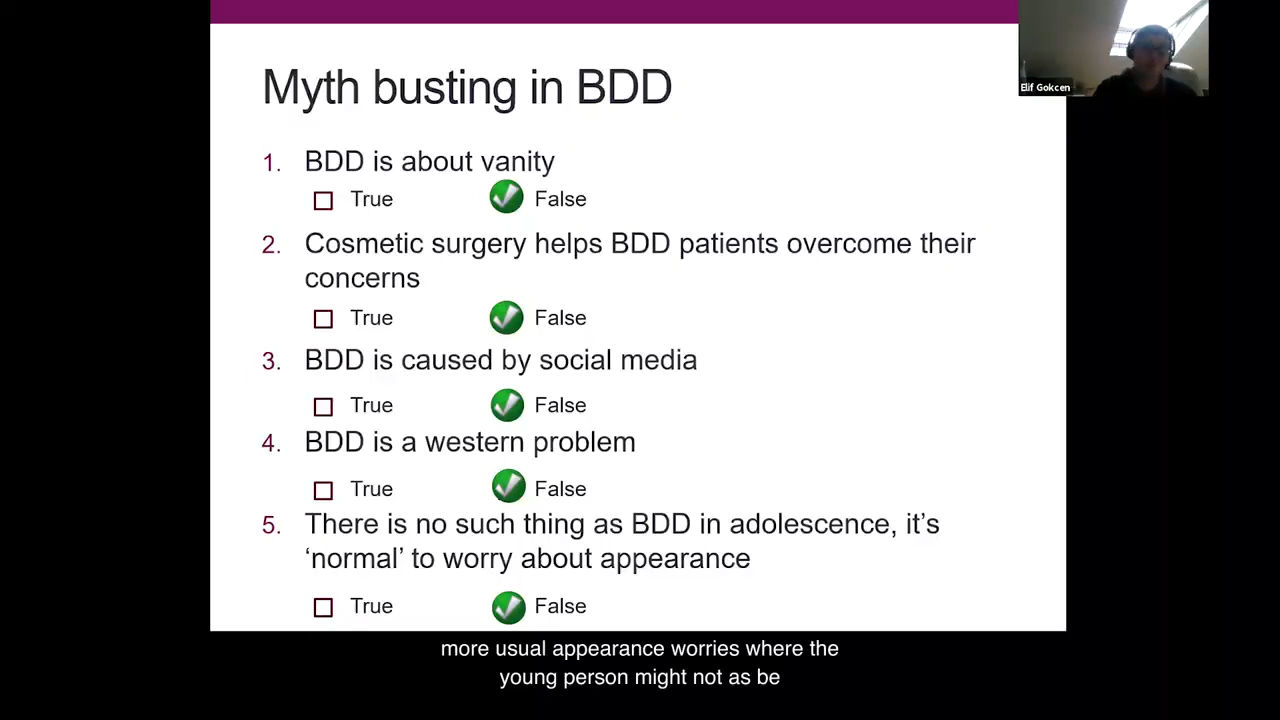 Myth busting in BDD
Elif Gokcen
1. BDD is about vanity
True False
2. Cosmetic surgery helps BDD patients overcome their
concerns
True False
3. BDD is caused by social media
True False
4. BDD is a western problem
True False
5. There is no such thing as BDD in adolescence, it’s
‘normal’ to worry about appearance
True False
more usual appearance worries where the
young person might not as be